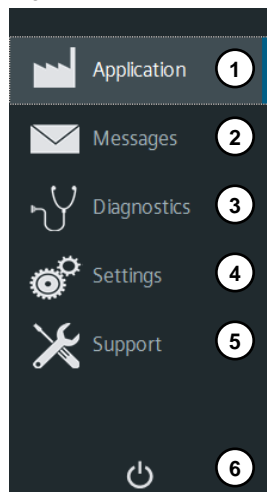 Application 1
Messages 2
Diagnostics 3
Settings 4
Support 5
6